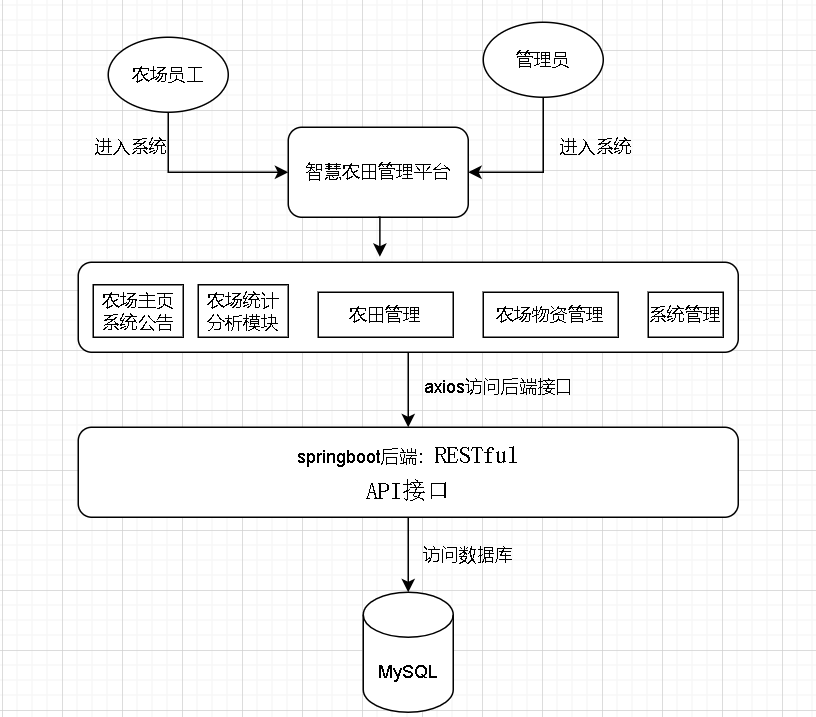 农场员工
管理员
进入系统
进入系统
智慧农田管理平台
农场主页
系统公告
农场统计
分析模块
农田管理
农场物资管理
系统管理
axios访问后端接口
springboot后端：RESTful
API接口
访问数据库
MySQL